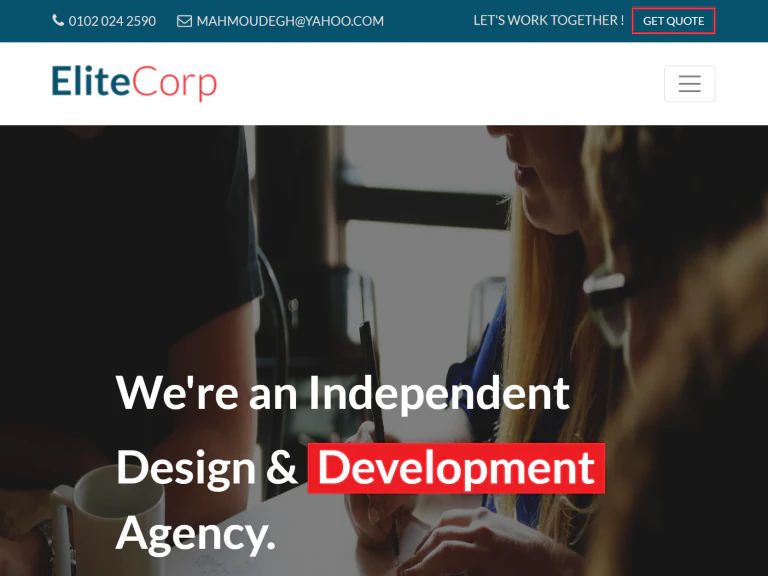 0102 024 2590 MAHMOUDEGH@YAHOO.COM LET'S WORK TOGETHER ! GET QUOTE
EliteCorp
We're an Independent
Design & Development
Agency.